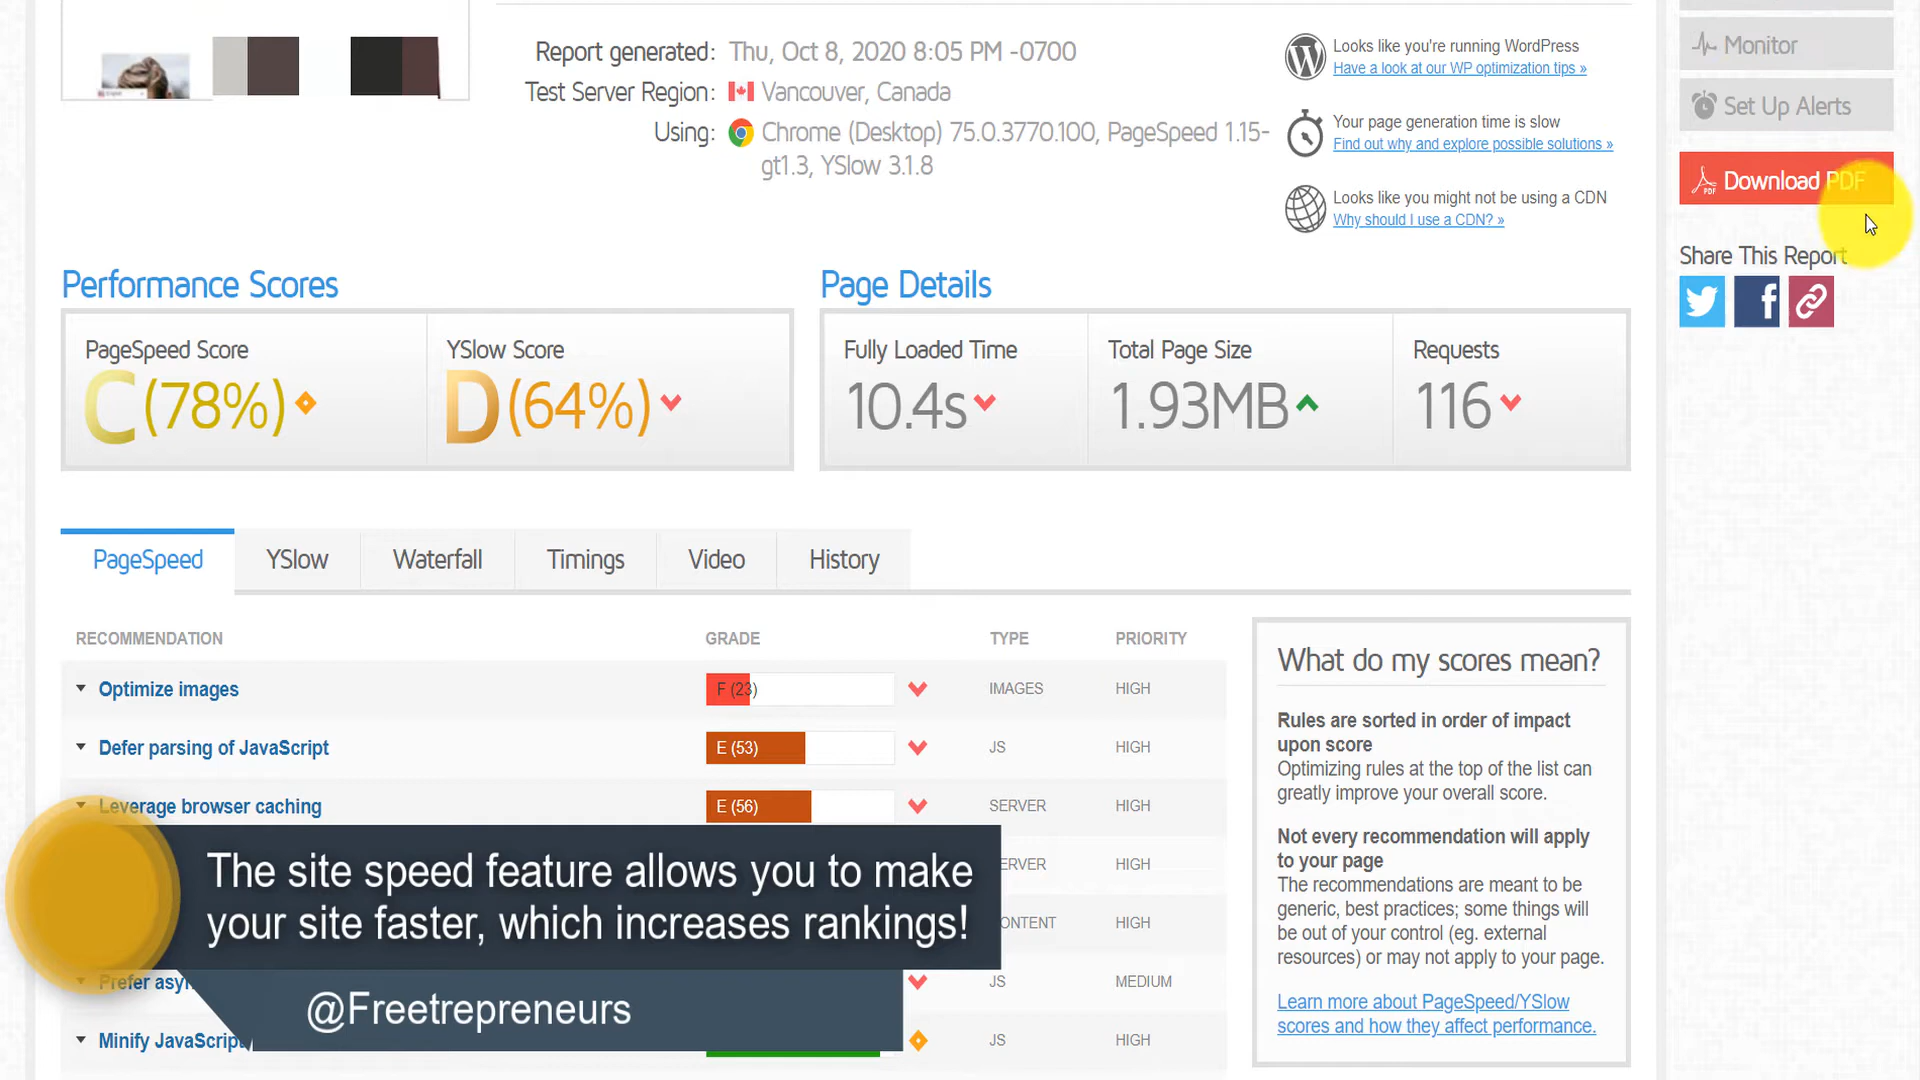 Report generated: Thu, Oct 8, 2020 8:05 PM -0700
Test Server Region: Vancouver, Canada
Using: Chrome (Desktop) 75.0.3770.100, PageSpeed 1.15-
gt1.3, YSlow 3.1.8
Looks like you're running WordPress
Have a look at our WP optimization tips »
Your page generation time is slow
Find out why and explore possible solutions »
Looks like you might not be using a CDN
Why should I use a CDN? »
Monitor
Set Up Alerts
PDF
Download PDF
Share This Report
Performance Scores
PageSpeed Score
C(78%)
YSlow Score
D(64%)
Page Details
Fully Loaded Time
10.4s
Total Page Size
1.93MB
Requests
116
PageSpeed YSlow Waterfall Timings Video History
RECOMMENDATION GRADE TYPE PRIORITY
Optimize images F (23) IMAGES HIGH
Defer parsing of JavaScript E (53) JS HIGH
Leverage browser caching E (56) SERVER HIGH
ERVER HIGH
ONTENT HIGH
Prefer JS MEDIUM
Minify JavaScript JS HIGH
The site speed feature allows you to make
your site faster, which increases rankings!
@Freetrepreneurs
What do my scores mean?
Rules are sorted in order of impact
upon score
Optimizing rules at the top of the list can
greatly improve your overall score.
Not every recommendation will apply
to your page
The recommendations are meant to be
generic, best practices; some things will
be out of your control (eg. external
resources) or may not apply to your page.
Learn more about PageSpeed/YSlow
scores and how they affect performance.